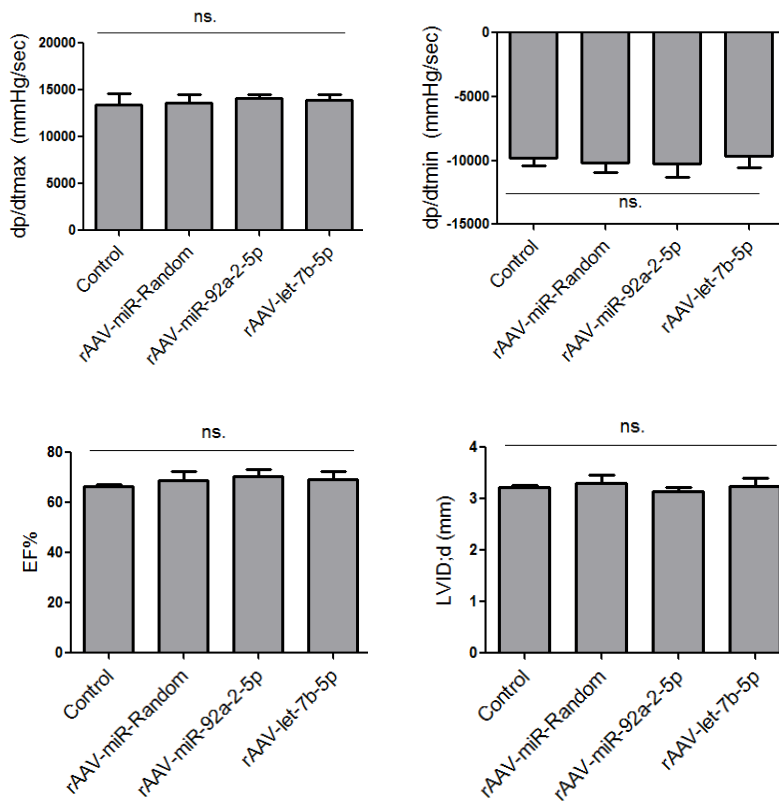 ns.
20000
15000
10000
5000
0
dp/dtmax (mmHg/sec)
Control
rAAV-miR-Random
rAAV-miR-92a-2-5p
rAAV-let-7b-5p
0
-5000
-10000
-15000
dp/dtmin (mmHg/sec)
ns.
Control
rAAV-miR-Random
rAAV-miR-92a-2-5p
rAAV-let-7b-5p
ns.
80
60
40
20
0
EF%
Control
rAAV-miR-Random
rAAV-miR-92a-2-5p
rAAV-let-7b-5p
ns.
4
3
2
1
0
LVID;d (mm)
Control
rAAV-miR-Random
rAAV-miR-92a-2-5p
rAAV-let-7b-5p